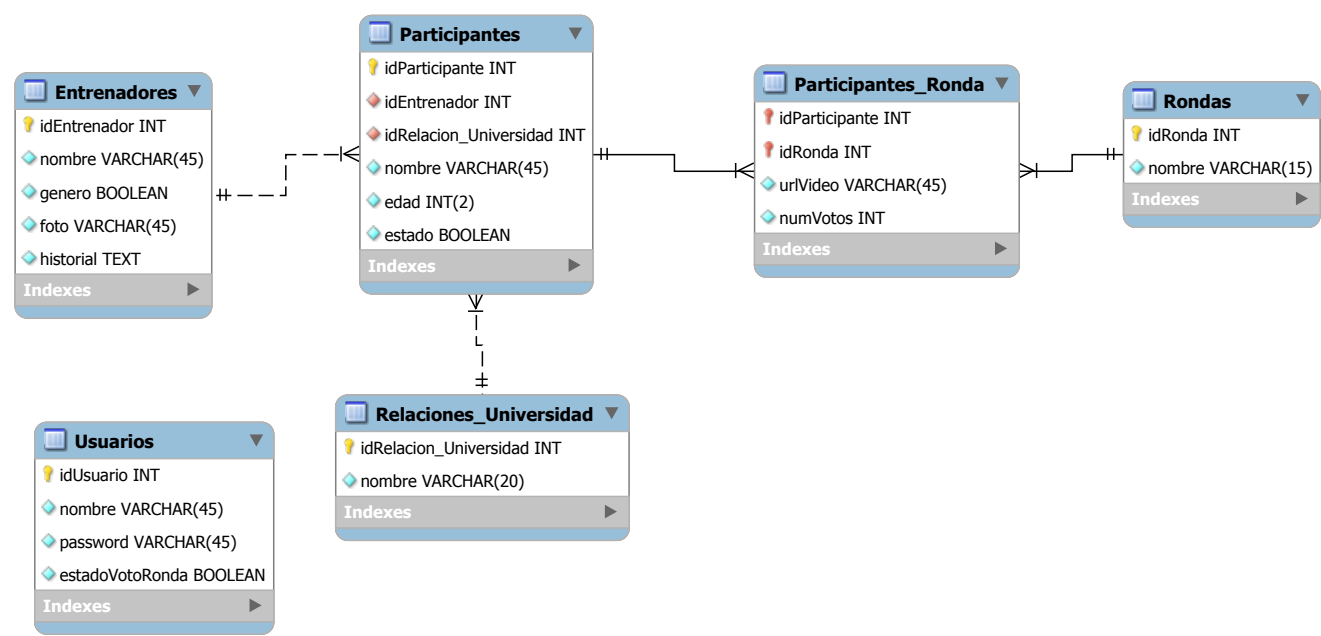 Entrenadores
idEntrenador INT
nombre VARCHAR(45)
genero BOOLEAN
foto VARCHAR(45)
historial TEXT
Indexes
Participantes
idParticipante INT
idEntrenador INT
idRelacion_Universidad INT
nombre VARCHAR(45)
edad INT(2)
estado BOOLEAN
Indexes
Participantes_Ronda
idParticipante INT
idRonda INT
urlVideo VARCHAR(45)
numVotos INT
Indexes
Rondas
idRonda INT
nombre VARCHAR(15)
Indexes
Usuarios
idUsuario INT
nombre VARCHAR(45)
password VARCHAR(45)
estadoVotoRonda BOOLEAN
Indexes
Relaciones_Universidad
idRelacion_Universidad INT
nombre VARCHAR(20)
Indexes